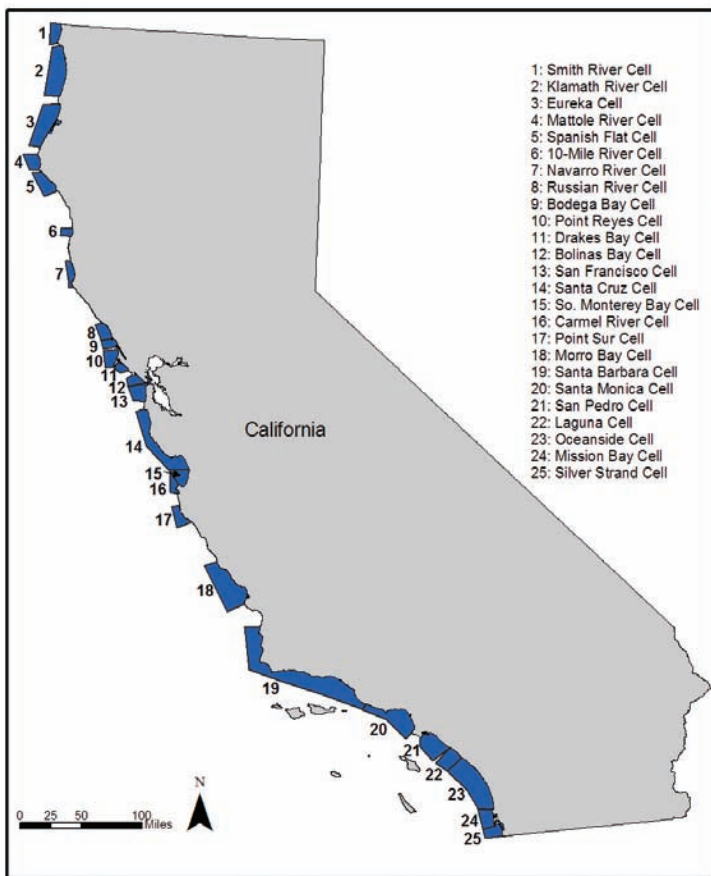 1: Smith River Cell
2: Klamath River Cell
3: Eureka Cell
4: Mattole River Cell
5: Spanish Flat Cell
6: 10-Mile River Cell
7: Navarro River Cell
8: Russian River Cell
9: Bodega Bay Cell
10: Point Reyes Cell
11: Drakes Bay Cell
12: Bolinas Bay Cell
13: San Francisco Cell
14: Santa Cruz Cell
15: So. Monterey Bay Cell
16: Carmel River Cell
17: Point Sur Cell
18: Morro Bay Cell
19: Santa Barbara Cell
20: Santa Monica Cell
21: San Pedro Cell
22: Laguna Cell
23: Oceanside Cell
24: Mission Bay Cell
25: Silver Strand Cell
1
2
3
4
5
6
7
8
9
10
11
12
13
California
14
15
16
17
18
19
20
21
22
23
24
25
N
0 25 50 100
Miles